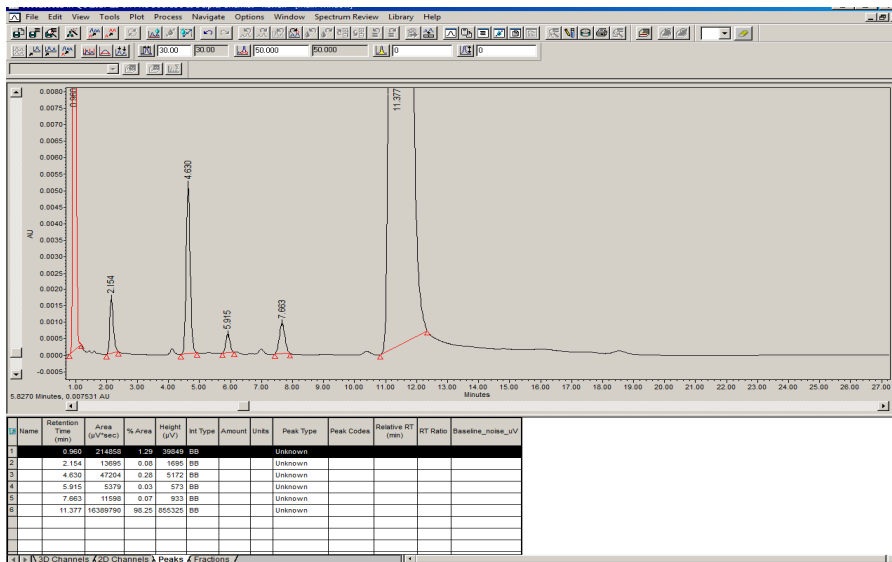 File Edit View Tools Plot Process Navigate Options Window Spectrum Review Library Help
30.00 30.00 50.000 50.000 0 0
0.0080
0.0075
0.0070
0.0065
0.0060
0.0055
0.0050
0.0045
0.0040
0.0035
0.0030
0.0025
0.0020
0.0015
0.0010
0.0005
0.0000
-0.0005
AU
0.960
2.154
4.630
5.915
7.663
11.377
1.00 2.00 3.00 4.00 5.00 6.00 7.00 8.00 9.00 10.00 11.00 12.00 13.00 14.00 15.00 16.00 17.00 18.00 19.00 20.00 21.00 22.00 23.00 24.00 25.00 26.00 27.00
Minutes
5.8270 Minutes, 0.007531 AU
Name Retention Time (min) Area (µV*sec) % Area Height (µV) Int Type Amount Units Peak Type Peak Codes Relative RT (min) RT Ratio Baseline_noise_uV
1 0.960 214858 1.29 39849 BB Unknown
2 2.154 13695 0.08 1695 BB Unknown
3 4.630 47204 0.28 5172 BB Unknown
4 5.915 5379 0.03 573 BB Unknown
5 7.663 11598 0.07 933 BB Unknown
6 11.377 16389790 98.25 855325 BB Unknown
3D Channels 2D Channels Peaks Fractions